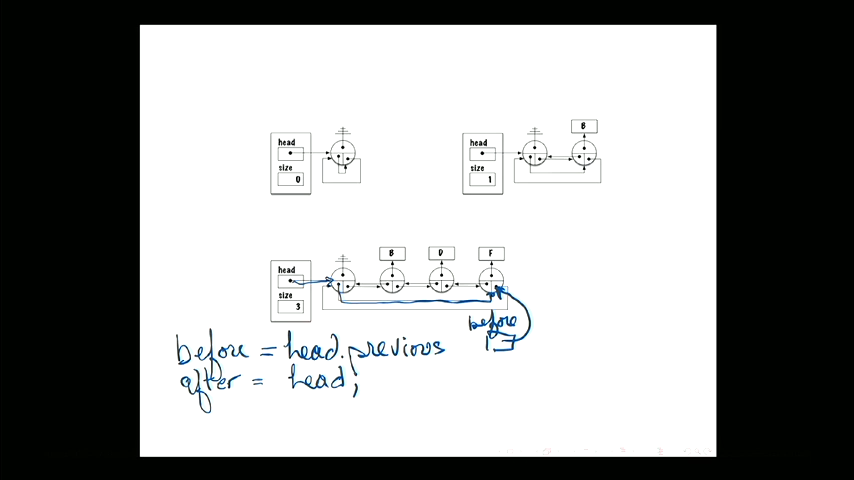 B
head
head
size
0
size
1
B
D
F
head
size
3
before
before = head.previous
after = head;